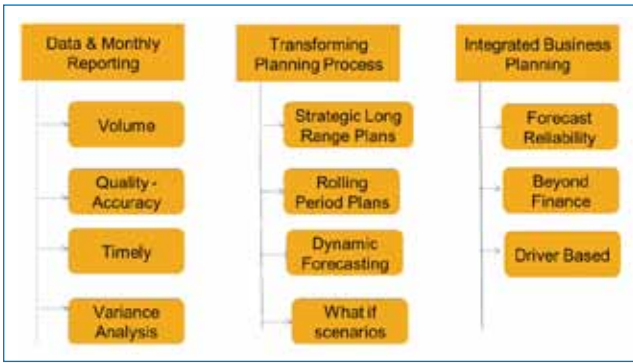 Data & Monthly
Reporting
Volume
Quality -
Accuracy
Timely
Variance
Analysis
Transforming
Planning Process
Strategic Long
Range Plans
Rolling
Period Plans
Dynamic
Forecasting
What if
scenarios
Integrated Business
Planning
Forecast
Reliability
Beyond
Finance
Driver Based